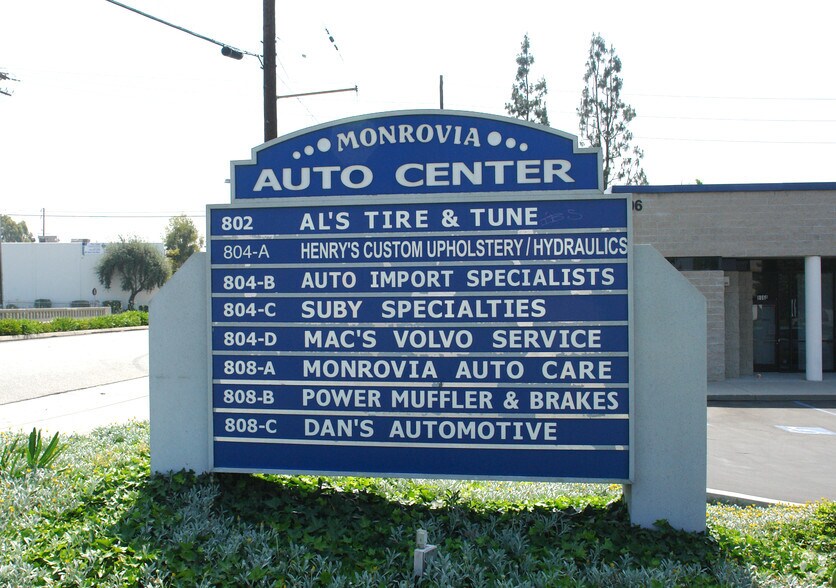 MONROVIA
AUTO CENTER
802 AL'S TIRE & TUNE
804-A HENRY'S CUSTOM UPHOLSTERY/HYDRAULICS
804-B AUTO IMPORT SPECIALISTS
804-C SUBY SPECIALTIES
804-D MAC'S VOLVO SERVICE
808-A MONROVIA AUTO CARE
808-B POWER MUFFLER & BRAKES
808-C DAN'S AUTOMOTIVE